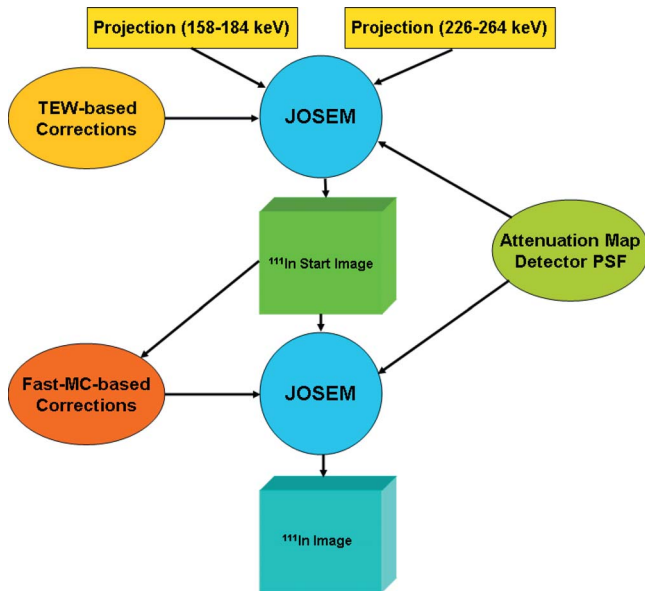 Projection (158-184 keV)
Projection (226-264 keV)
TEW-based
Corrections
JOSEM
Attenuation Map
Detector PSF
¹¹¹In Start Image
Fast-MC-based
Corrections
JOSEM
¹¹¹In Image